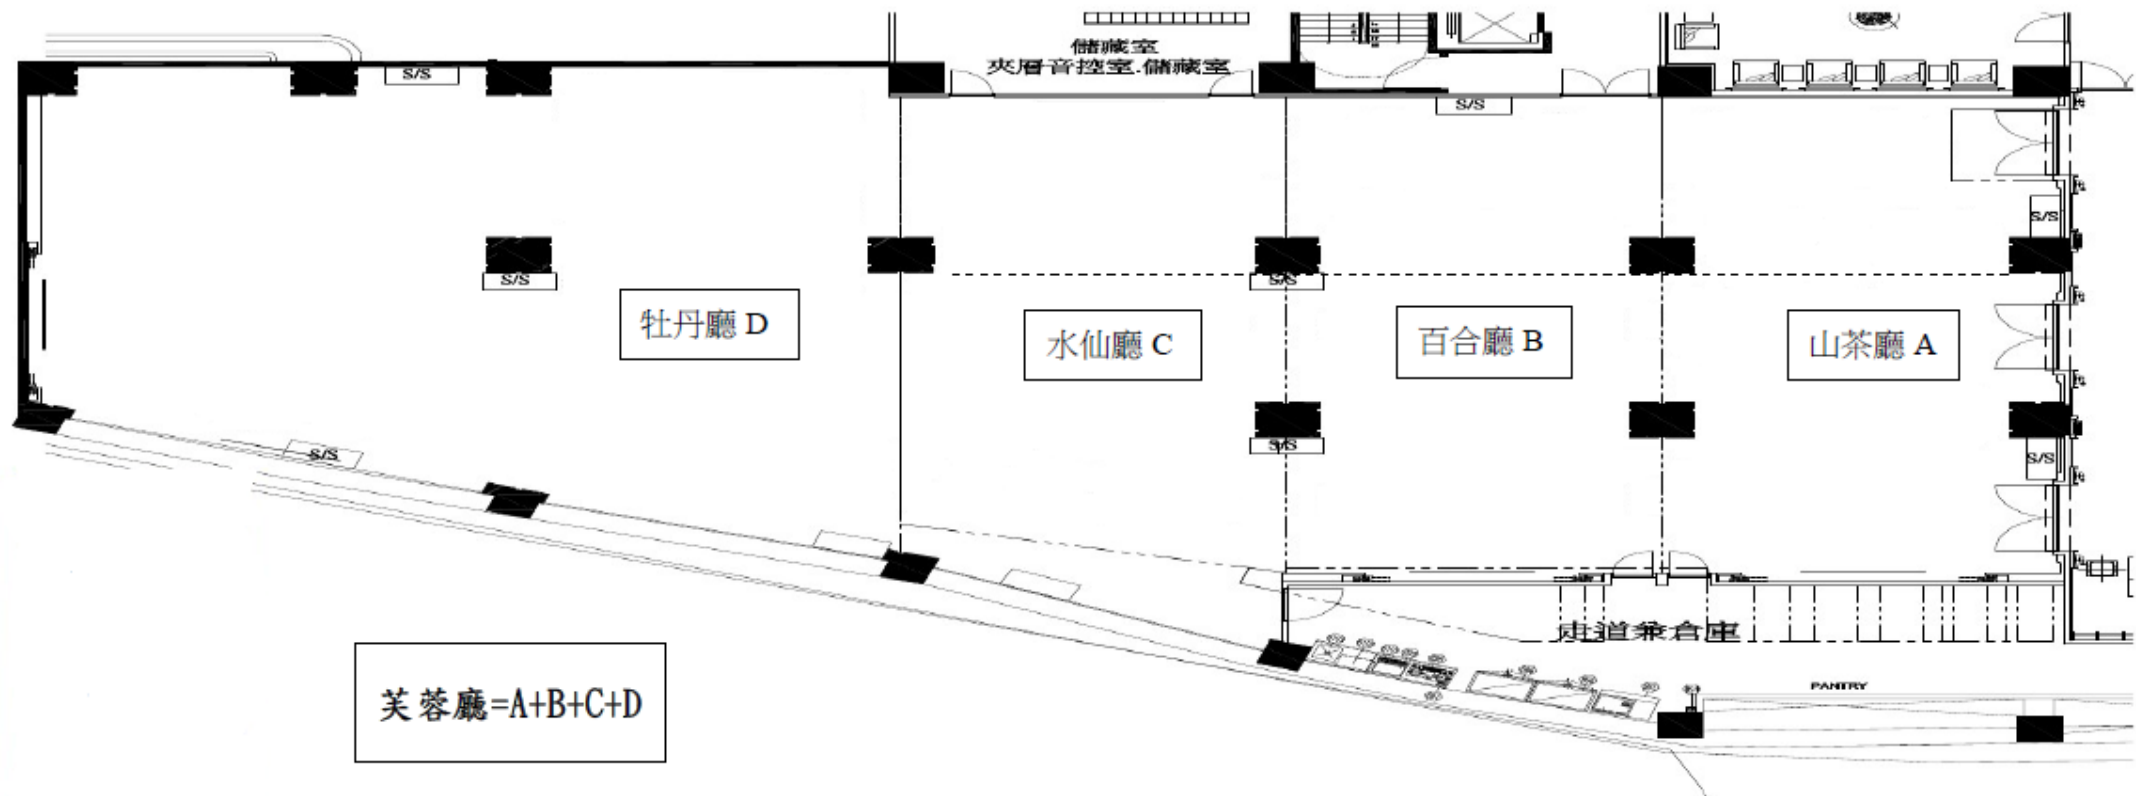 儲藏室
夾層音控室.儲藏室
S/S
S/S
S/S
S/S
S/S
牡丹廳 D
水仙廳 C
百合廳 B
山茶廳 A
S/S
S/S
S/S
走道兼倉庫
PANTRY
芙蓉廳=A+B+C+D